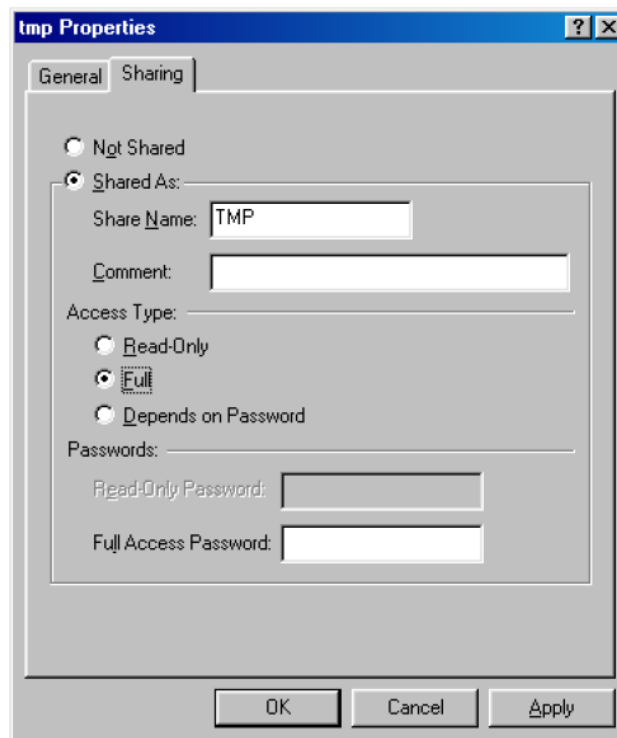 tmp Properties
General Sharing
Not Shared
Shared As:
Share Name: TMP
Comment:
Access Type:
Read-Only
Full
Depends on Password
Passwords:
Read-Only Password:
Full Access Password:
OK Cancel Apply